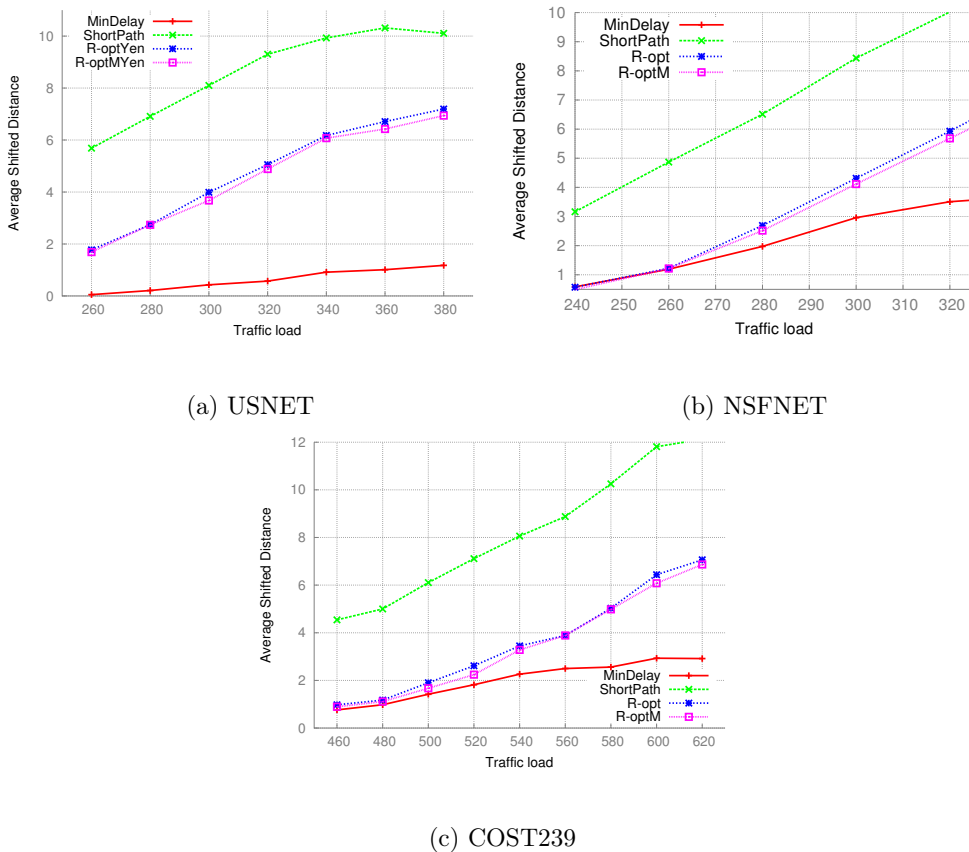 MinDelay
ShortPath
R-optYen
R-optMYen
Average Shifted Distance
10
8
6
4
2
0
260 280 300 320 340 360 380
Traffic load
(a) USNET
MinDelay
ShortPath
R-opt
R-optM
Average Shifted Distance
10
9
8
7
6
5
4
3
2
1
240 250 260 270 280 290 300 310 320
Traffic load
(b) NSFNET
Average Shifted Distance
12
10
8
6
4
2
0
MinDelay
ShortPath
R-opt
R-optM
460 480 500 520 540 560 580 600 620
Traffic load
(c) COST239